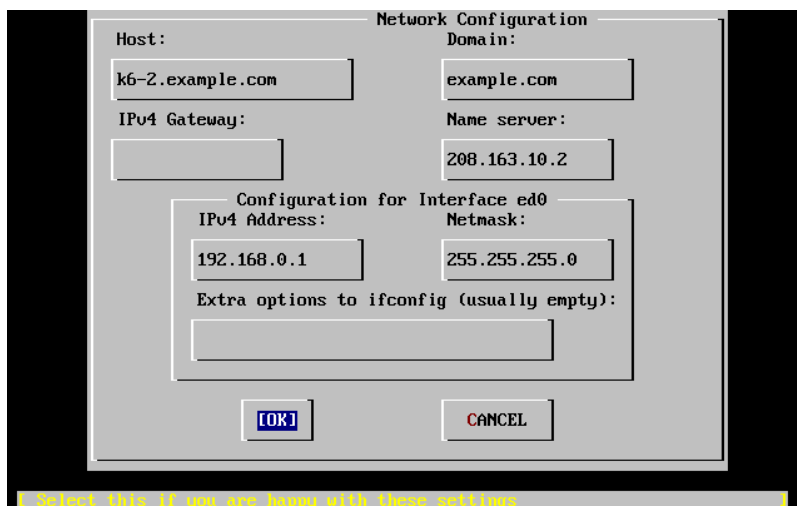 Network Configuration
Host: Domain:
k6-2.example.com example.com
IPv4 Gateway: Name server:
208.163.10.2
Configuration for Interface ed0
IPv4 Address: Netmask:
192.168.0.1 255.255.255.0
Extra options to ifconfig (usually empty):
[OK] CANCEL
[ Select this if you are happy with these settings ]